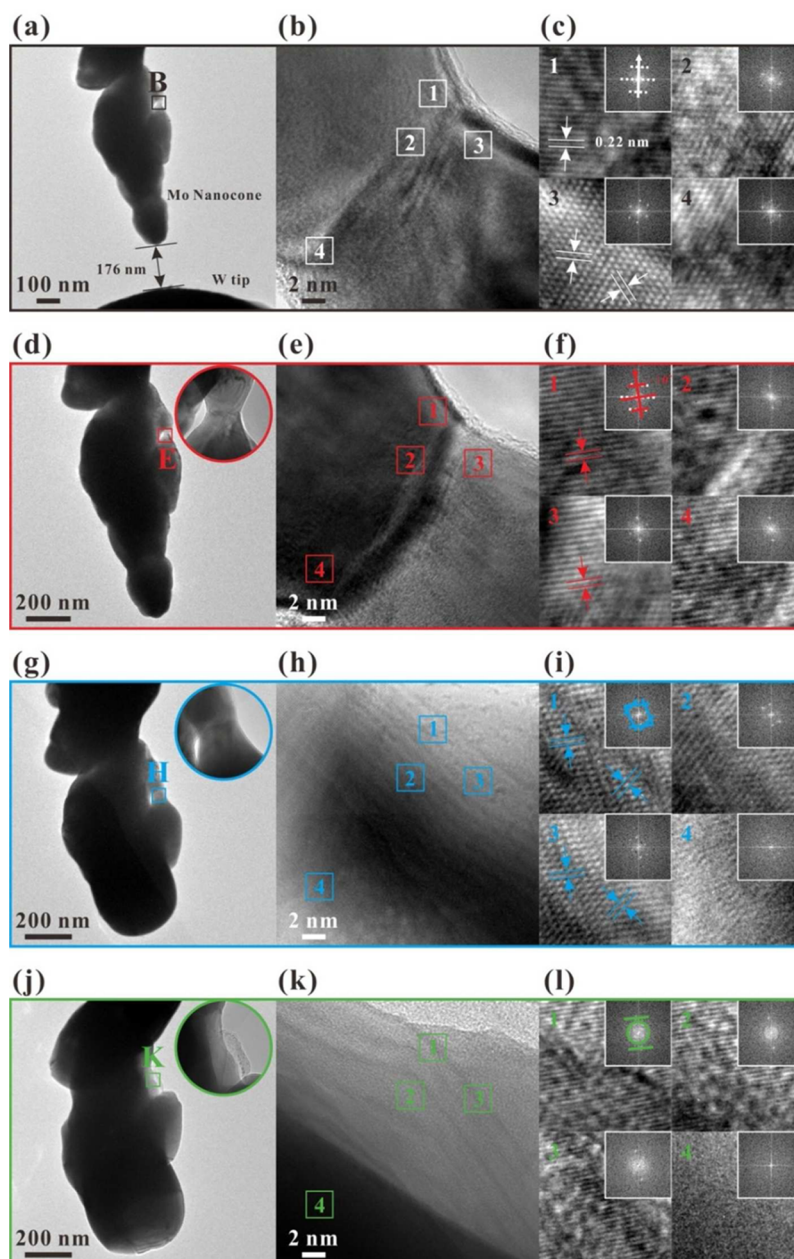 (a) (b) (c)
B
Mo Nanocone
176 nm
W tip
100 nm
1
2
3
4
2 nm
1 2
0.22 nm
3 4
(d) (e) (f)
E
200 nm
1
2 3
4
2 nm
1 2
3 4
(g) (h) (i)
H
200 nm
1
2 3
4
2 nm
1 2
3 4
(j) (k) (l)
K
200 nm
1
2 3
4
2 nm
1 2
3 4